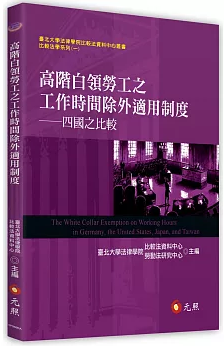 臺北大學法律學院比較法資料中心叢書
比較法學系列(一)
高階白領勞工之
工作時間除外適用制度
——四國之比較
The White Collar Exemption on Working Hours
in Germany, the United States, Japan, and Taiwan
臺北大學法律學院
比較法資料中心
勞動法研究中心
主編
元照
高階白領勞工之工作時間除外適用制度
臺北大學法律學院
比較法資料中心
勞動法研究中心
主編
元照